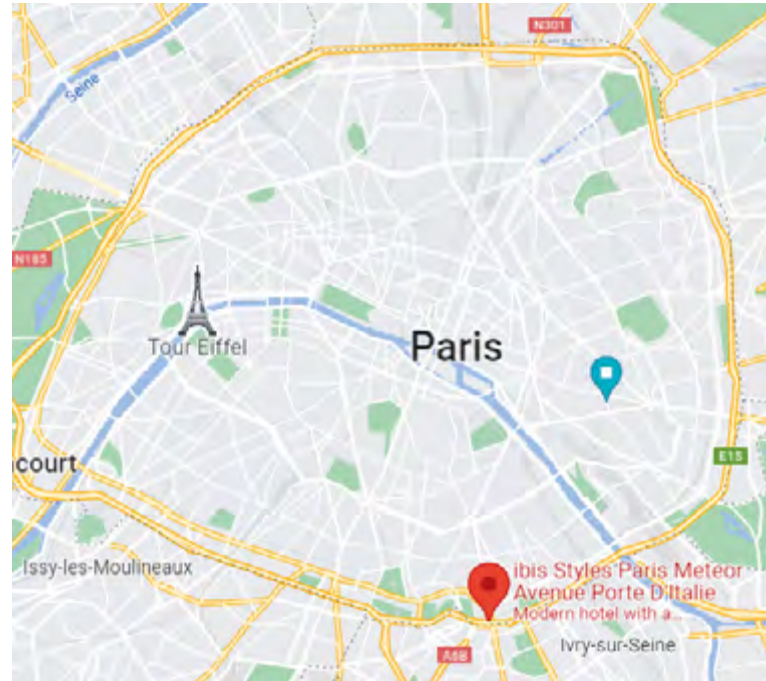 N301
Seine
N185
Tour Eiffel
Paris
court
E15
Issy-les-Moulineaux
ibis Styles Paris Meteor
Avenue Porte D'Italie
Modern hotel with a...
Ivry-sur-Seine
A6B